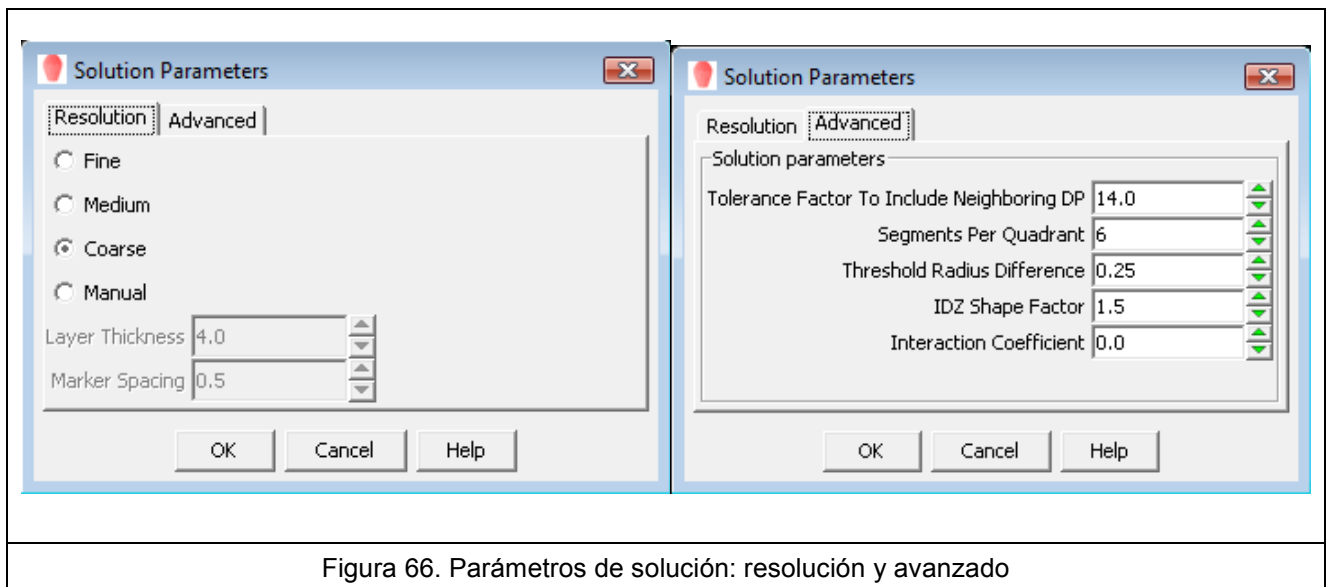 Solution Parameters
Resolution Advanced
Fine
Medium
Coarse
Manual
Layer Thickness 4.0
Marker Spacing 0.5
OK Cancel Help
Solution Parameters
Resolution Advanced
Solution parameters
Tolerance Factor To Include Neighboring DP 14.0
Segments Per Quadrant 6
Threshold Radius Difference 0.25
IDZ Shape Factor 1.5
Interaction Coefficient 0.0
OK Cancel Help
Figura 66. Parámetros de solución: resolución y avanzado